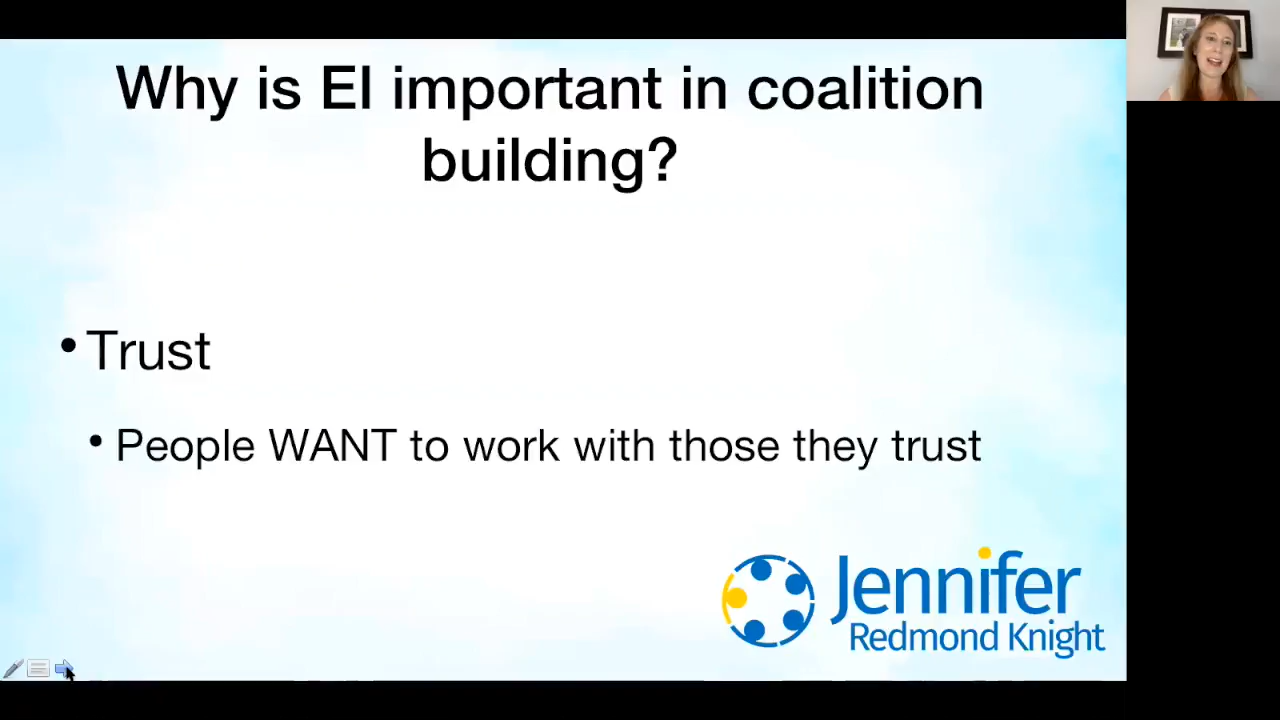 Why is EI important in coalition
building?
• Trust
• People WANT to work with those they trust
Jennifer
Redmond Knight